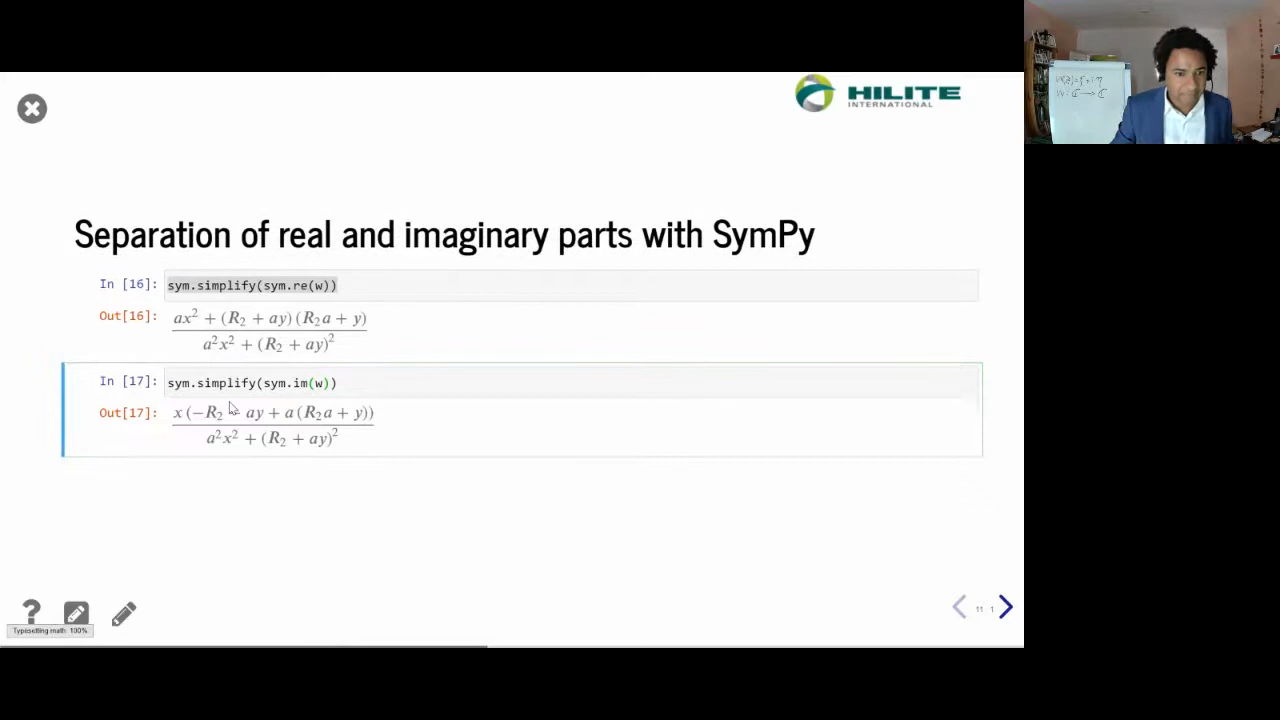 HILITE
INTERNATIONAL
Separation of real and imaginary parts with SymPy
In [16]: sym.simplify(sym.re(w))
Out[16]: ax² + (R₂ + ay)(R₂a + y)
a²x² + (R₂ + ay)²
In [17]: sym.simplify(sym.im(w))
Out[17]: x(−R₂ − ay + a(R₂a + y))
a²x² + (R₂ + ay)²
?
Typesetting math: 100%
11 1